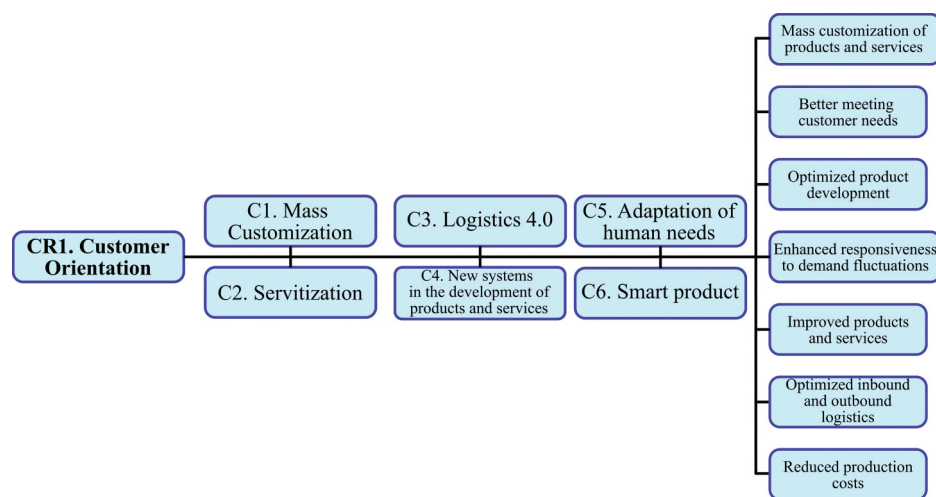 CR1. Customer
Orientation
C1. Mass
Customization
C2. Servitization
C3. Logistics 4.0
C4. New systems
in the development of
products and services
C5. Adaptation of
human needs
C6. Smart product
Mass customization of
products and services
Better meeting
customer needs
Optimized product
development
Enhanced responsiveness
to demand fluctuations
Improved products
and services
Optimized inbound
and outbound
logistics
Reduced production
costs